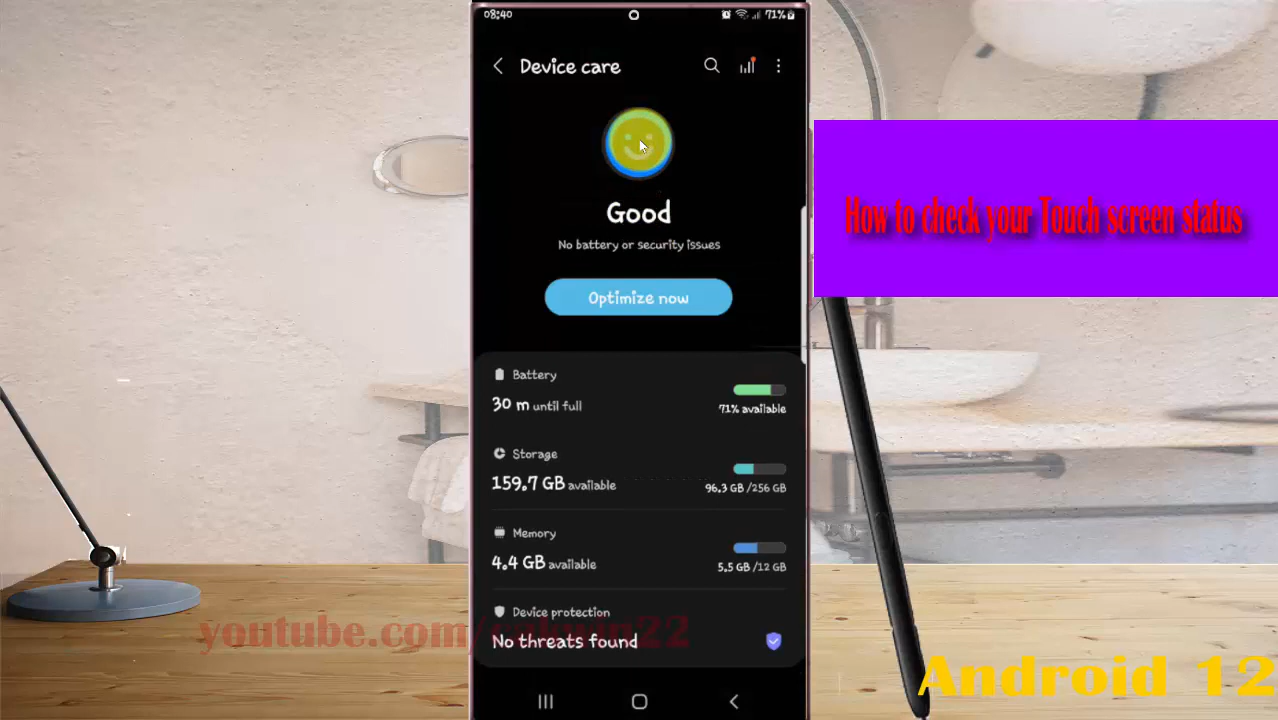 08:40
71%
Device care
Good
No battery or security issues
Optimize now
Battery
30 m until full
71% available
Storage
159.7 GB available
96.3 GB /256 GB
Memory
4.4 GB available
5.5 GB /12 GB
Device protection
No threats found
How to check your Touch screen status
youtube.com/cakwin22
Android 12